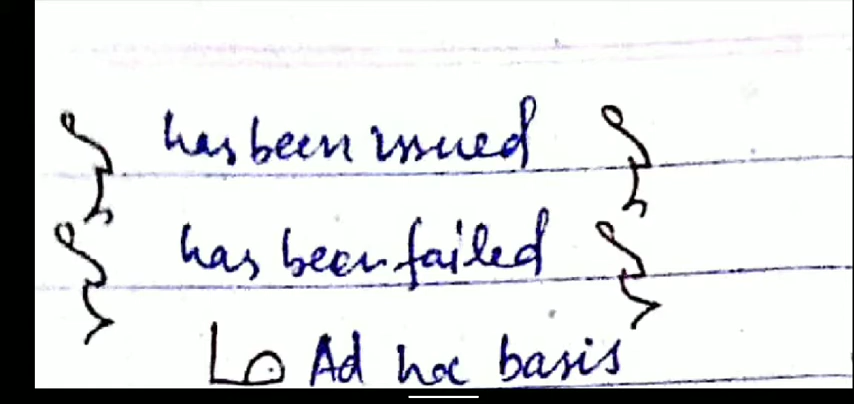 has been issued
has been failed
Ad hoc basis